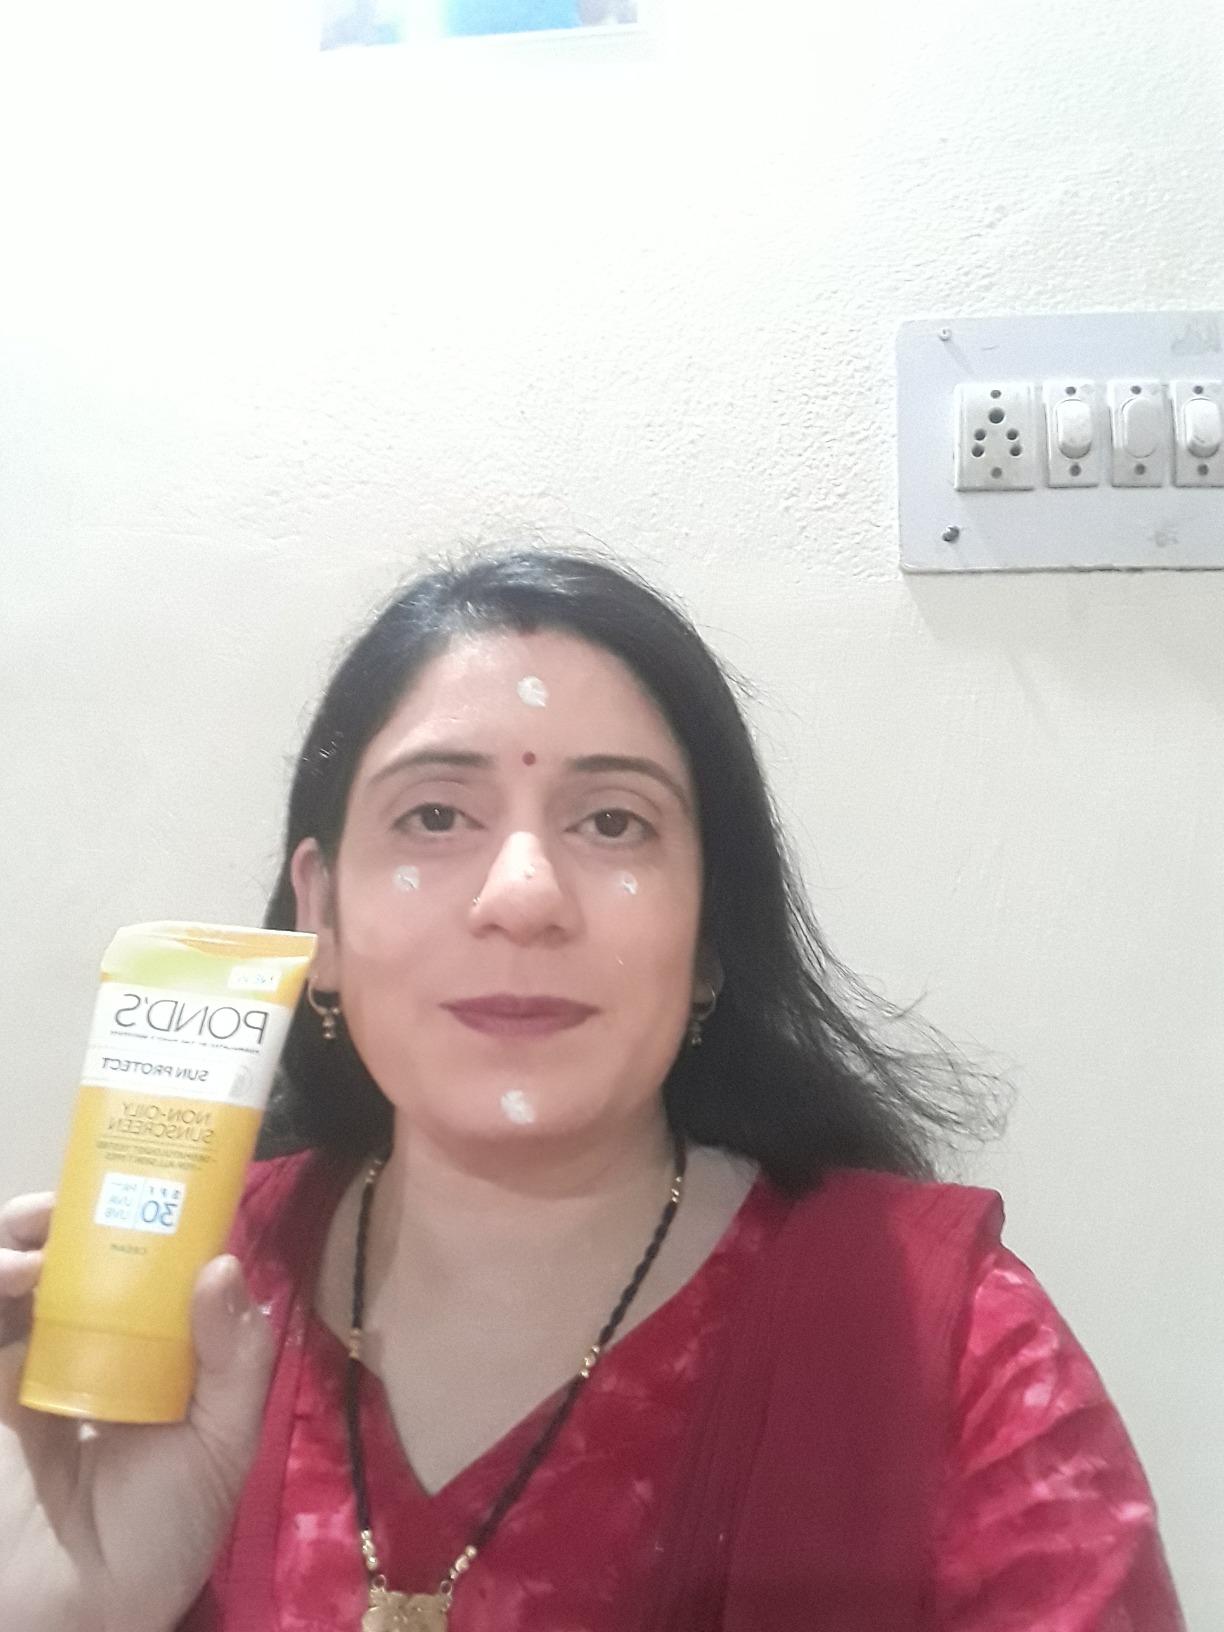 NEW
POND'S
SUN PROTECT
NON-OILY
SUNSCREEN
SPF
30
PA++
UVA
UVB
CREAM